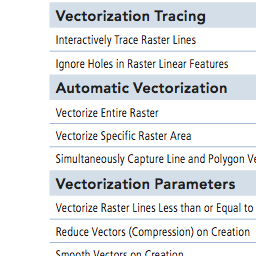 Vectorization Tracing
Interactively Trace Raster Lines
Ignore Holes in Raster Linear Features
Automatic Vectorization
Vectorize Entire Raster
Vectorize Specific Raster Area
Simultaneously Capture Line and Polygon Ve
Vectorization Parameters
Vectorize Raster Lines Less than or Equal to
Reduce Vectors (Compression) on Creation
Smooth Vectors on Creation